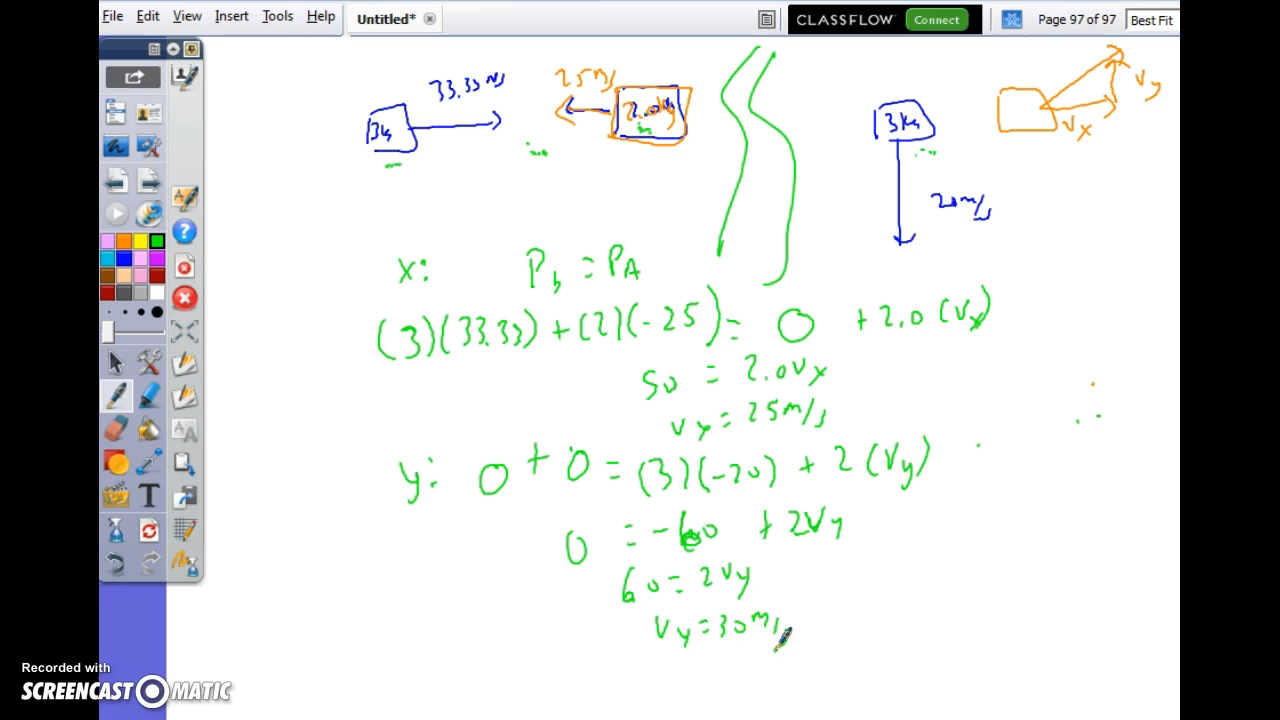 File Edit View Insert Tools Help
Untitled*
CLASSFLOW Connect
Page 97 of 97
Best Fit
33.33 m/s
25 m/s
3kg
2.0kg
3kg
20m/s
Vx
Vy
x: Pb = PA
(3)(33.33) + (2)(-25) = 0 + 2.0 (Vx)
50 = 2.0Vx
Vx = 25 m/s
y: 0 + 0 = (3)(-20) + 2 (Vy)
0 = -60 + 2Vy
60 = 2Vy
Vy = 30 m/
Recorded with
SCREENCAST O MATIC